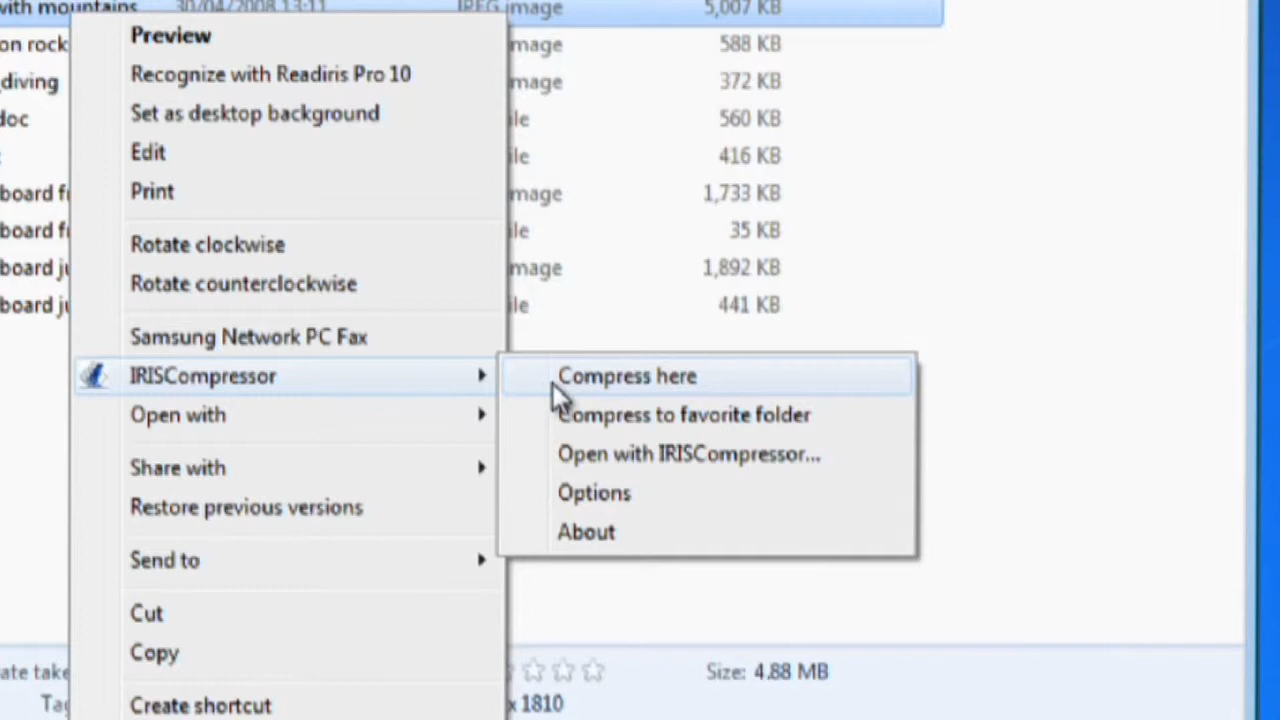 with mountains 30/04/2008 13:11 JPEG image 5,007 KB
on rock mage 588 KB
diving mage 372 KB
doc ile 560 KB
ile 416 KB
board fr mage 1,733 KB
board fr ile 35 KB
board ju mage 1,892 KB
board ju ile 441 KB
Preview
Recognize with Readiris Pro 10
Set as desktop background
Edit
Print
Rotate clockwise
Rotate counterclockwise
Samsung Network PC Fax
IRISCompressor
Open with
Share with
Restore previous versions
Send to
Cut
Copy
Create shortcut
Compress here
Compress to favorite folder
Open with IRISCompressor...
Options
About
ate take Size: 4.88 MB
Tag x 1810